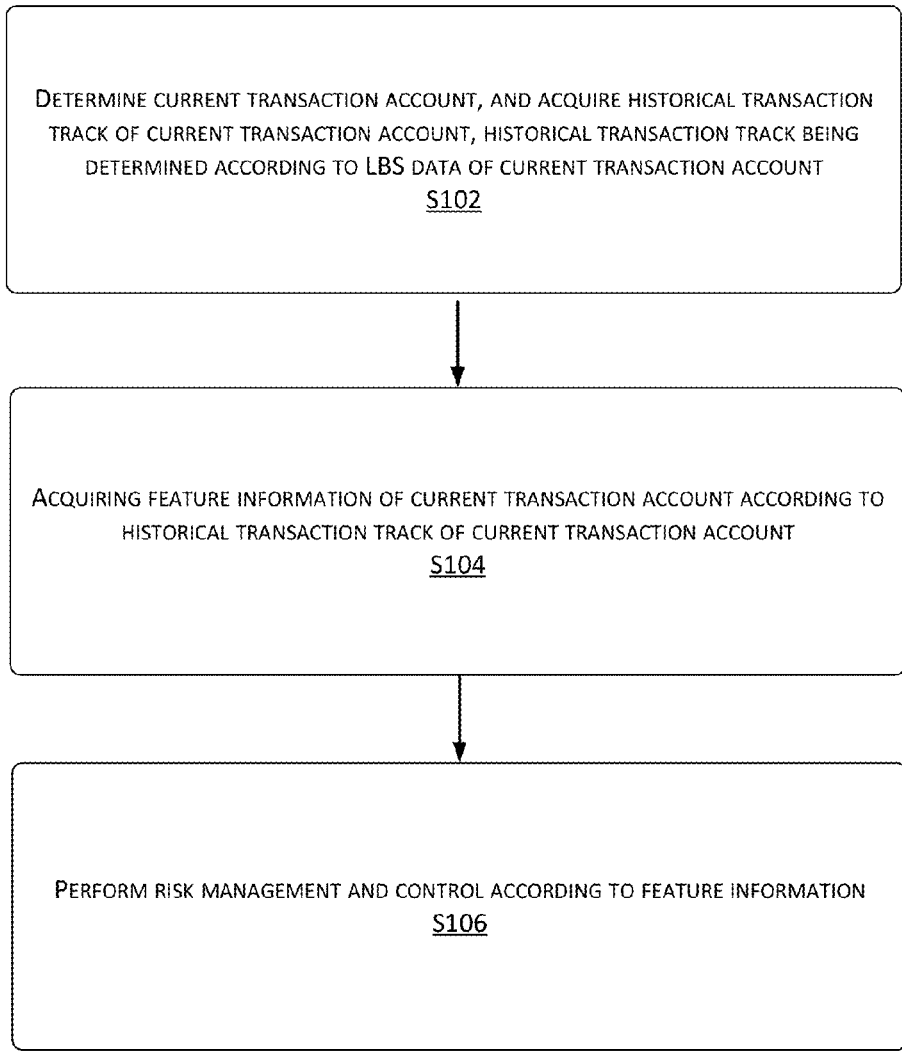 DETERMINE CURRENT TRANSACTION ACCOUNT, AND ACQUIRE HISTORICAL TRANSACTION
TRACK OF CURRENT TRANSACTION ACCOUNT, HISTORICAL TRANSACTION TRACK BEING
DETERMINED ACCORDING TO LBS DATA OF CURRENT TRANSACTION ACCOUNT
S102
ACQUIRING FEATURE INFORMATION OF CURRENT TRANSACTION ACCOUNT ACCORDING TO
HISTORICAL TRANSACTION TRACK OF CURRENT TRANSACTION ACCOUNT
S104
PERFORM RISK MANAGEMENT AND CONTROL ACCORDING TO FEATURE INFORMATION
S106